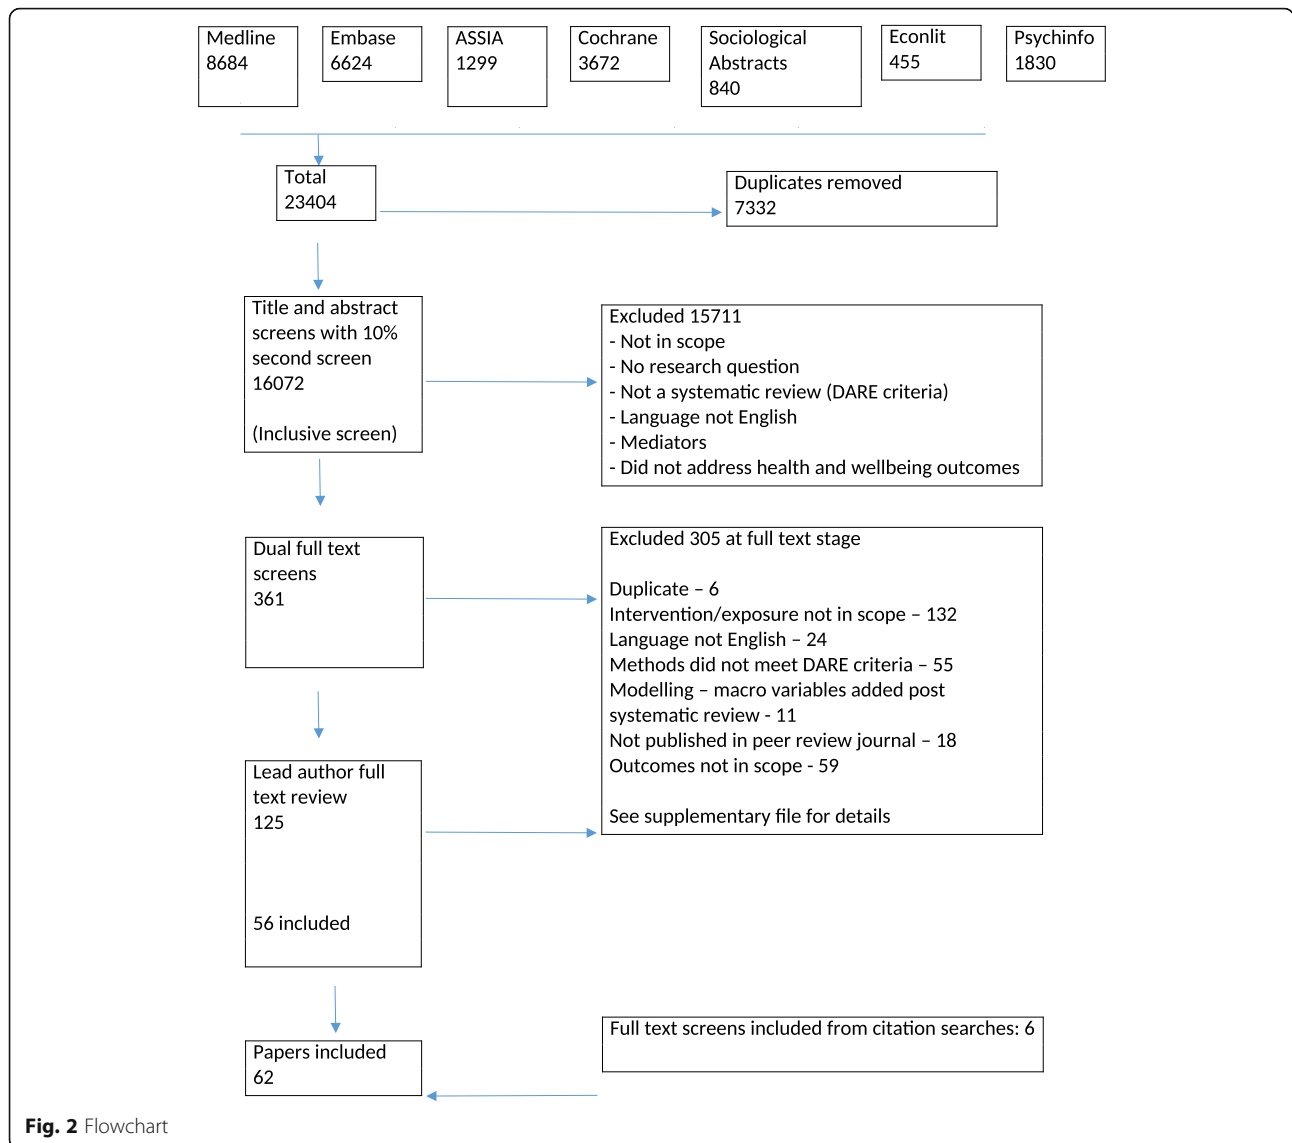 Medline
8684
Embase
6624
ASSIA
1299
Cochrane
3672
Sociological
Abstracts
840
Econlit
455
Psychinfo
1830
Total
23404
Duplicates removed
7332
Title and abstract
screens with 10%
second screen
16072
(Inclusive screen)
Excluded 15711
- Not in scope
- No research question
- Not a systematic review (DARE criteria)
- Language not English
- Mediators
- Did not address health and wellbeing outcomes
Dual full text
screens
361
Excluded 305 at full text stage
Duplicate – 6
Intervention/exposure not in scope – 132
Language not English – 24
Methods did not meet DARE criteria – 55
Modelling – macro variables added post
systematic review - 11
Not published in peer review journal – 18
Outcomes not in scope - 59
See supplementary file for details
Lead author full
text review
125
56 included
Full text screens included from citation searches: 6
Papers included
62
Fig. 2 Flowchart